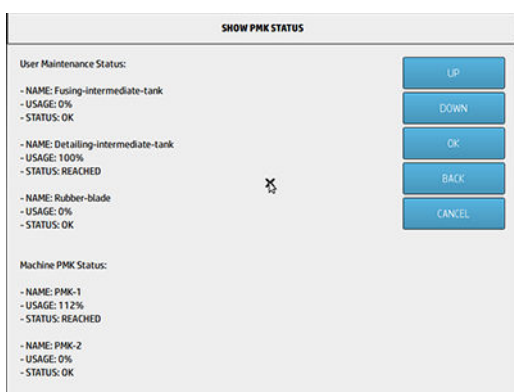 SHOW PMK STATUS
User Maintenance Status:
- NAME: Fusing-intermediate-tank
- USAGE: 0%
- STATUS: OK
- NAME: Detailing-intermediate-tank
- USAGE: 100%
- STATUS: REACHED
- NAME: Rubber-blade
- USAGE: 0%
- STATUS: OK
Machine PMK Status:
- NAME: PMK-1
- USAGE: 112%
- STATUS: REACHED
- NAME: PMK-2
- USAGE: 0%
- STATUS: OK
UP
DOWN
OK
BACK
CANCEL